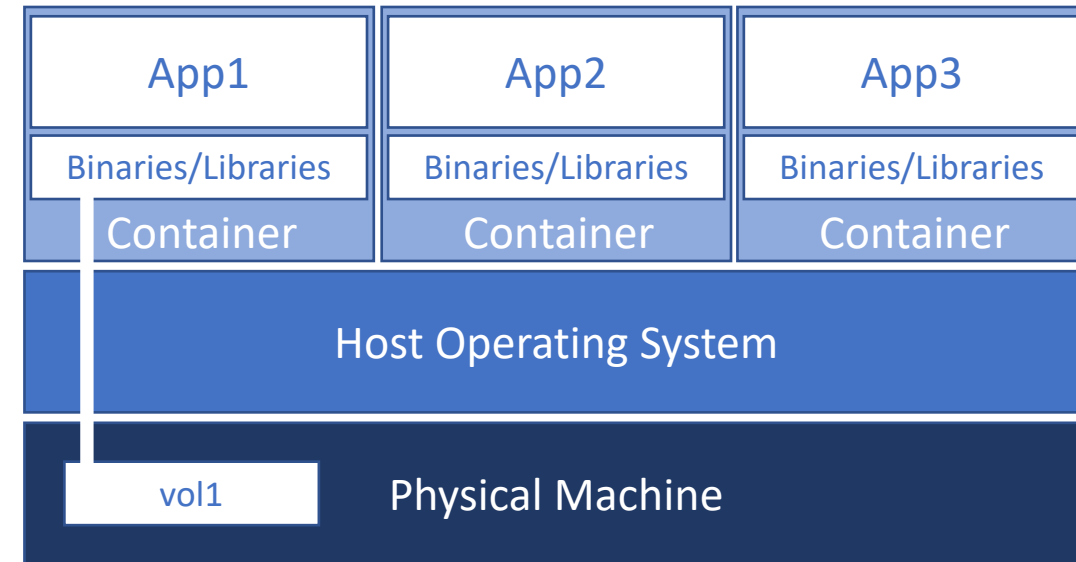 App1
App2
App3
Binaries/Libraries
Binaries/Libraries
Binaries/Libraries
Container
Container
Container
Host Operating System
vol1
Physical Machine